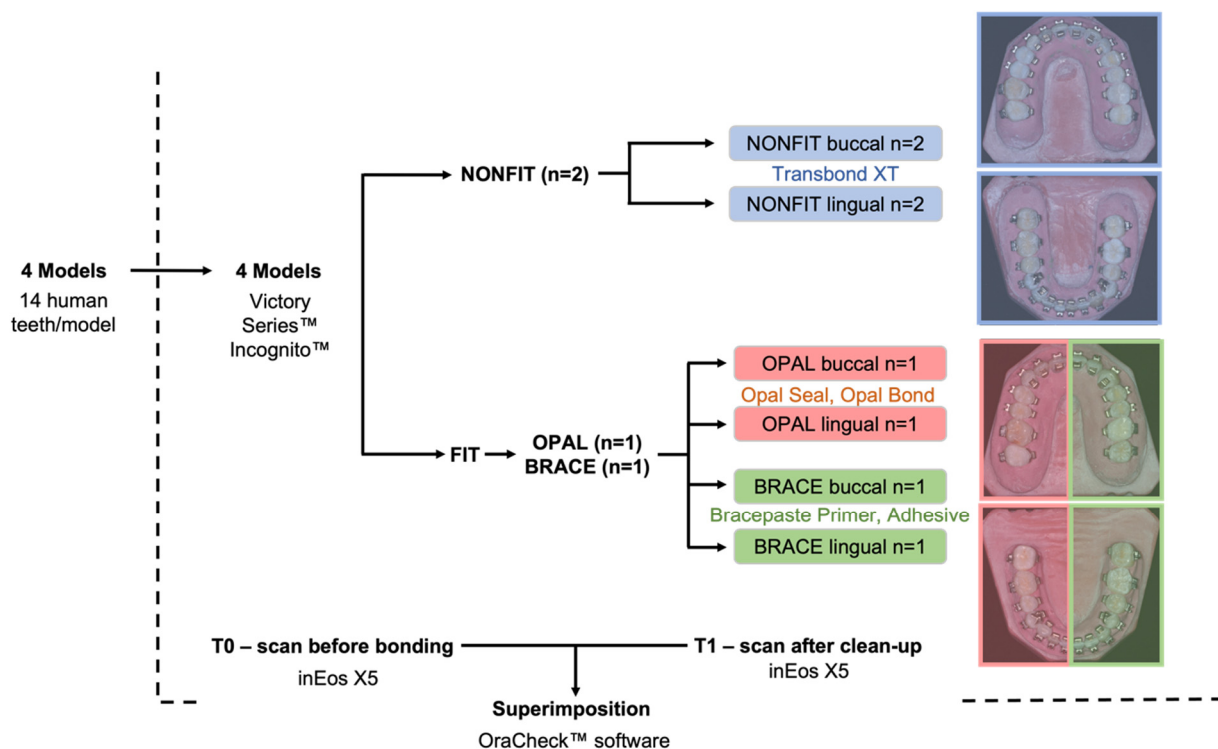 4 Models
14 human
teeth/model
4 Models
Victory
Series™
Incognito™
NONFIT (n=2)
NONFIT buccal n=2
Transbond XT
NONFIT lingual n=2
FIT
OPAL (n=1)
BRACE (n=1)
OPAL buccal n=1
Opal Seal, Opal Bond
OPAL lingual n=1
BRACE buccal n=1
Bracepaste Primer, Adhesive
BRACE lingual n=1
T0 – scan before bonding
inEos X5
T1 – scan after clean-up
inEos X5
Superimposition
OraCheck™ software